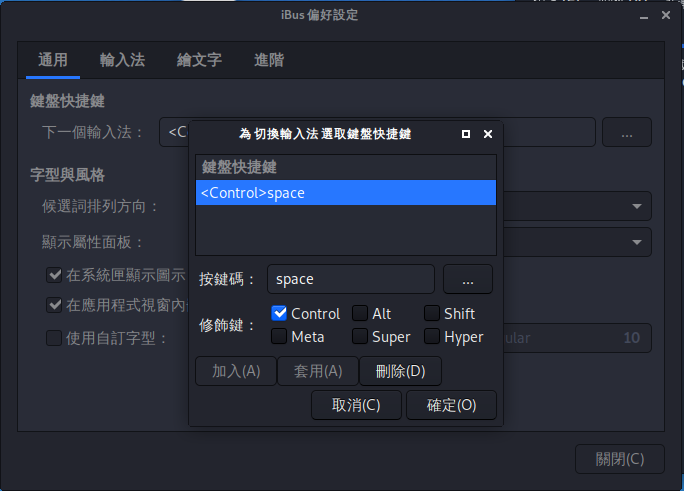 iBus 偏好設定
通用 輸入法 繪文字 進階
鍵盤快捷鍵
下一個輸入法： <C ...
字型與風格
候選詞排列方向：
顯示屬性面板：
在系統匣顯示圖示
在應用程式視窗內
使用自訂字型： ular 10
關閉(C)
為 切換輸入法 選取鍵盤快捷鍵
鍵盤快捷鍵
<Control>space
按鍵碼： space ...
修飾鍵： Control Alt Shift
Meta Super Hyper
加入(A) 套用(A) 刪除(D)
取消(C) 確定(O)